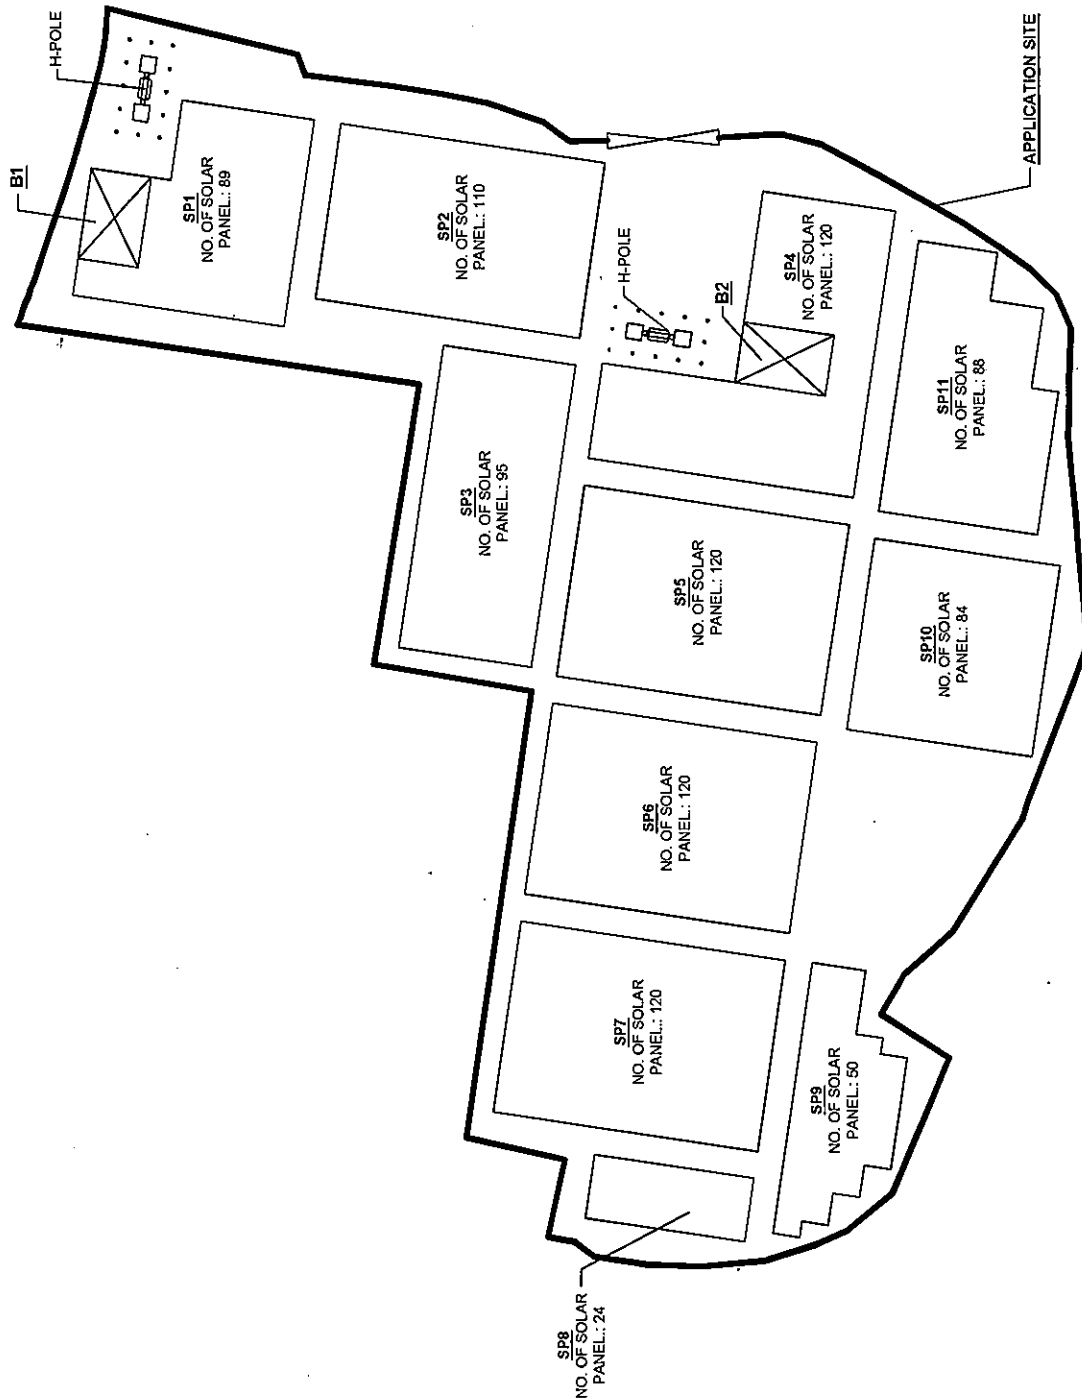 H-POLE
B1
SP1
NO. OF SOLAR
PANEL.: 89
SP2
NO. OF SOLAR
PANEL.: 110
H-POLE
B2
SP4
NO. OF SOLAR
PANEL.: 120
APPLICATION SITE
SP3
NO. OF SOLAR
PANEL.: 95
SP11
NO. OF SOLAR
PANEL.: 88
SP5
NO. OF SOLAR
PANEL.: 120
SP10
NO. OF SOLAR
PANEL.: 84
SP6
NO. OF SOLAR
PANEL.: 120
SP7
NO. OF SOLAR
PANEL.: 120
SP9
NO. OF SOLAR
PANEL.: 50
SP8
NO. OF SOLAR
PANEL.: 24